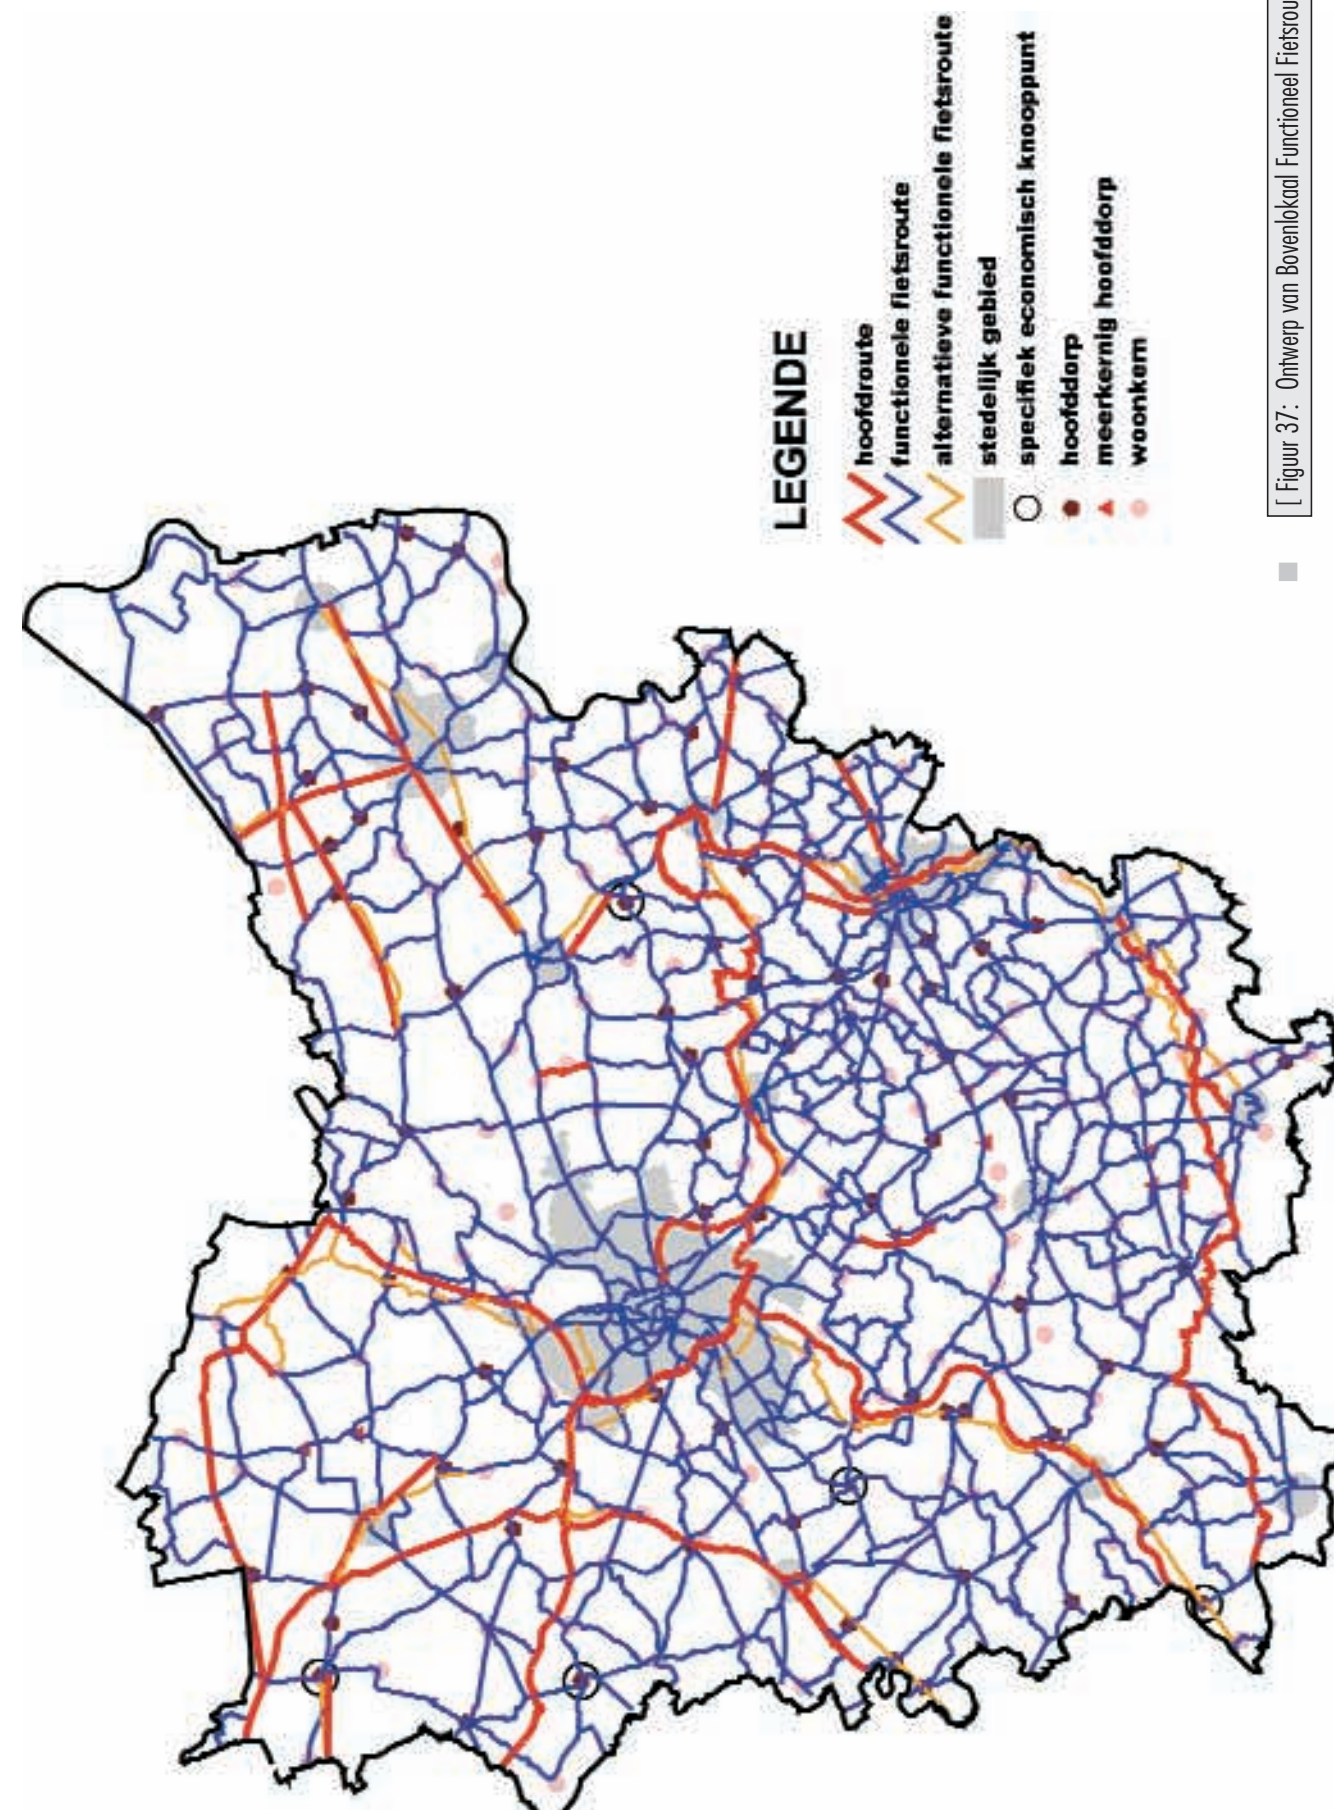 LEGENDE
hoofdroute
functionele fietsroute
alternatieve functionele fietsroute
stedelijk gebied
specifiek economisch knooppunt
hoofddorp
meerkernig hoofddorp
woonkern
[ Figuur 37: Ontwerp van Bovenlokaal Functioneel Fietsrou